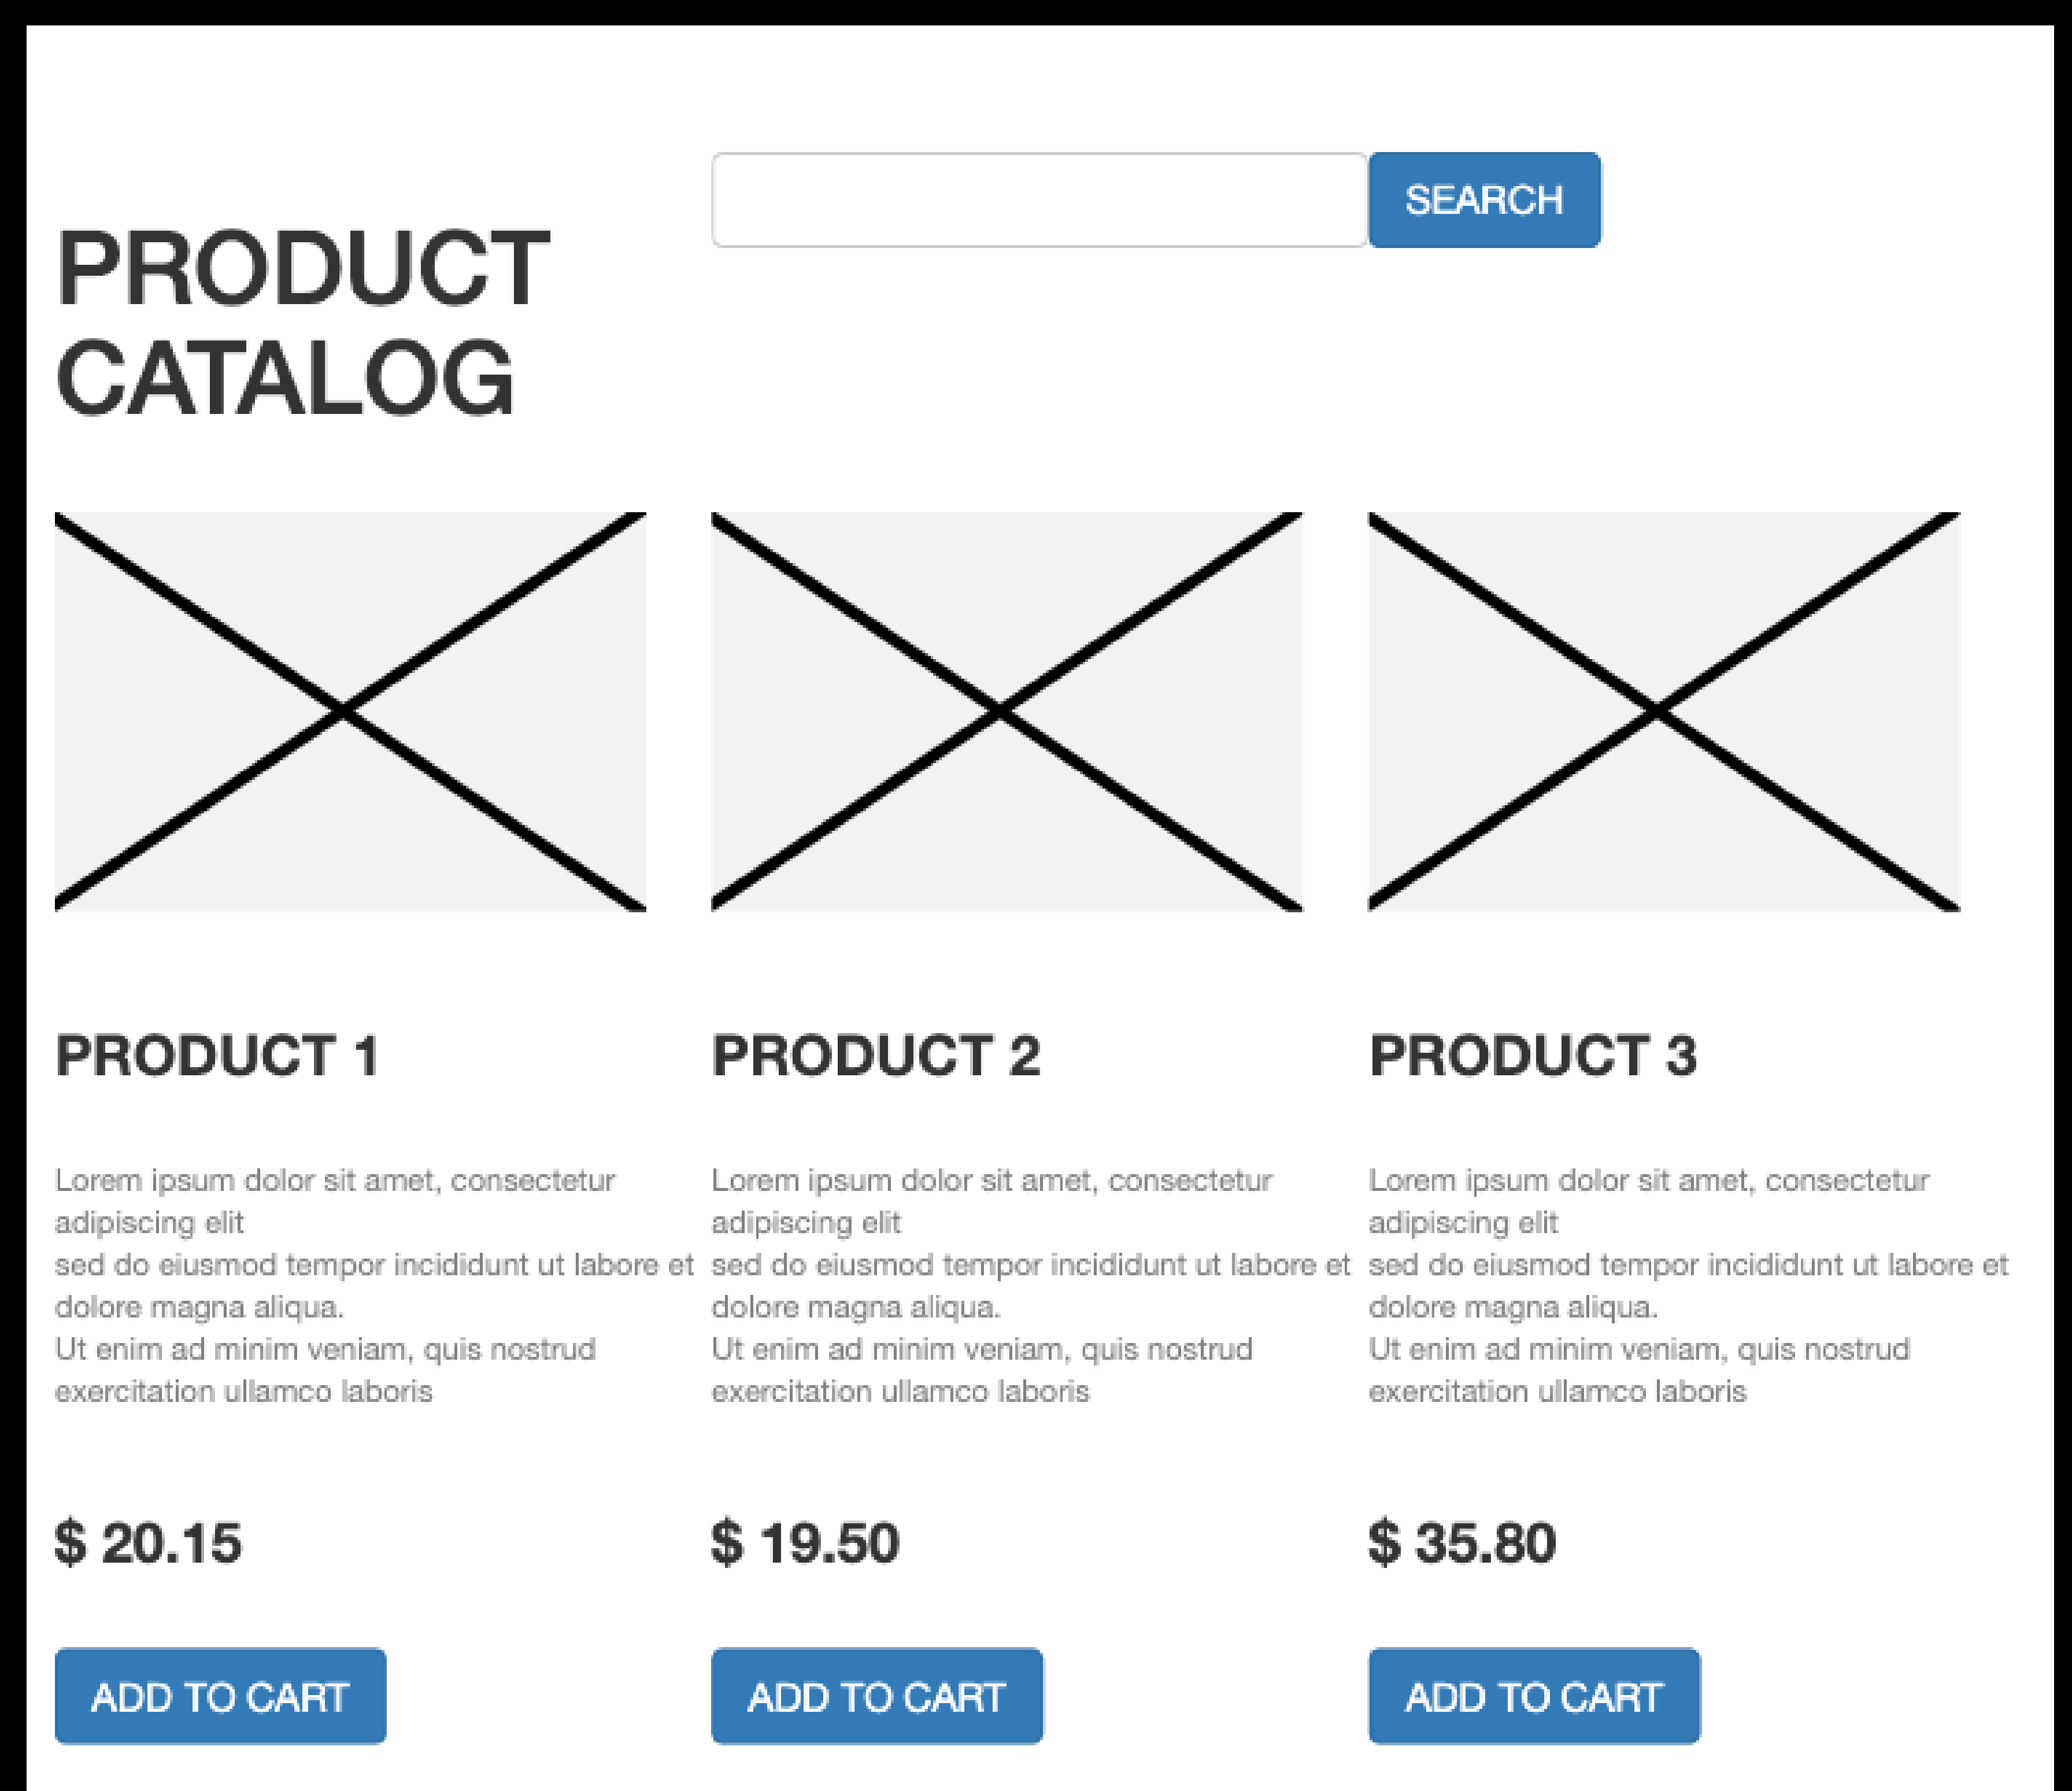 SEARCH
PRODUCT
CATALOG
PRODUCT 1
Lorem ipsum dolor sit amet, consectetur
adipiscing elit
sed do eiusmod tempor incididunt ut labore et
dolore magna aliqua.
Ut enim ad minim veniam, quis nostrud
exercitation ullamco laboris
$ 20.15
ADD TO CART
PRODUCT 2
Lorem ipsum dolor sit amet, consectetur
adipiscing elit
sed do eiusmod tempor incididunt ut labore et
dolore magna aliqua.
Ut enim ad minim veniam, quis nostrud
exercitation ullamco laboris
$ 19.50
ADD TO CART
PRODUCT 3
Lorem ipsum dolor sit amet, consectetur
adipiscing elit
sed do eiusmod tempor incididunt ut labore et
dolore magna aliqua.
Ut enim ad minim veniam, quis nostrud
exercitation ullamco laboris
$ 35.80
ADD TO CART